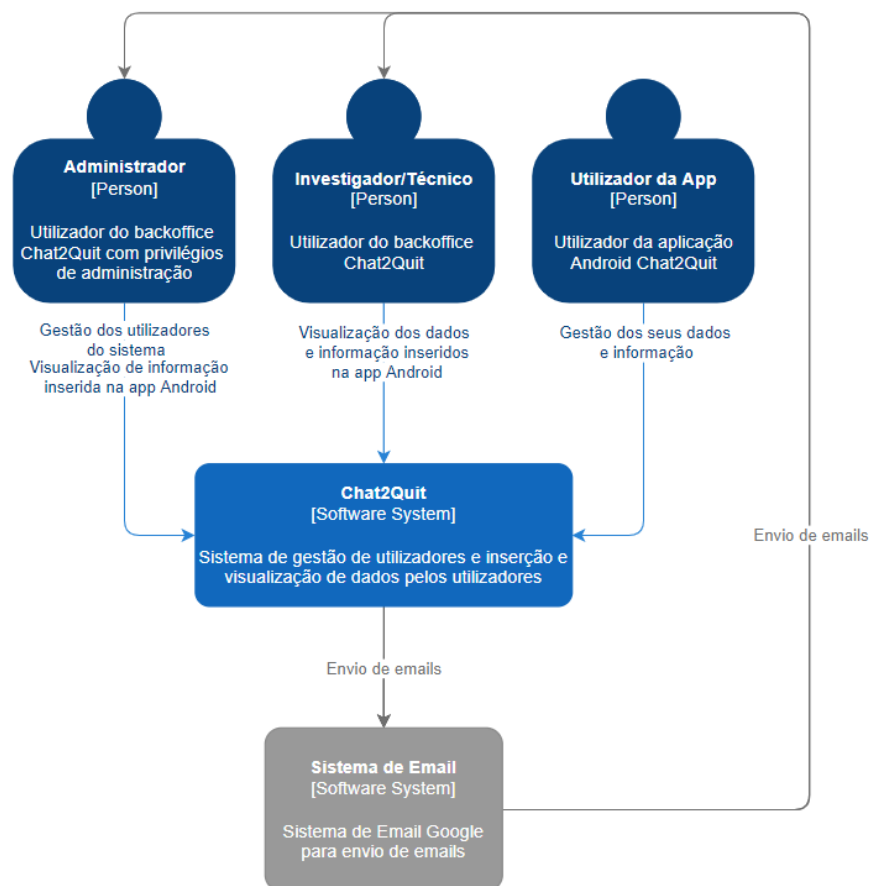 Administrador
[Person]
Utilizador do backoffice
Chat2Quit com privilégios
de administração
Investigador/Técnico
[Person]
Utilizador do backoffice
Chat2Quit
Utilizador da App
[Person]
Utilizador da aplicação
Android Chat2Quit
Gestão dos utilizadores
do sistema
Visualização de informação
inserida na app Android
Visualização dos dados
e informação inseridos
na app Android
Gestão dos seus dados
e informação
Chat2Quit
[Software System]
Sistema de gestão de utilizadores e inserção e
visualização de dados pelos utilizadores
Envio de emails
Envio de emails
Sistema de Email
[Software System]
Sistema de Email Google
para envio de emails